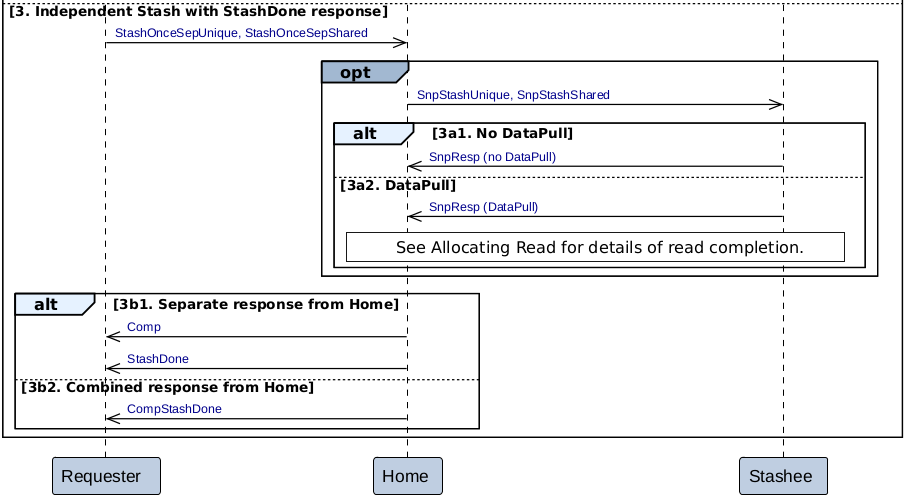 [3. Independent Stash with StashDone response]
StashOnceSepUnique, StashOnceSepShared
opt
SnpStashUnique, SnpStashShared
alt [3a1. No DataPull]
SnpResp (no DataPull)
[3a2. DataPull]
SnpResp (DataPull)
See Allocating Read for details of read completion.
alt [3b1. Separate response from Home]
Comp
StashDone
[3b2. Combined response from Home]
CompStashDone
Requester Home Stashee